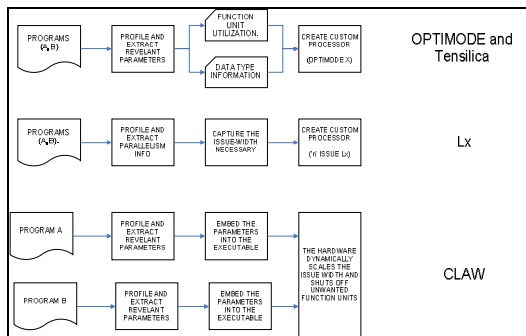 PROGRAMS
(A,B)
PROFILE AND
EXTRACT
REVELANT
PARAMETERS
FUNCTION
UNIT
UTILIZATION.
DATA TYPE
INFORMATION
CREATE CUSTOM
PROCESSOR
(OPTIMODE X)
OPTIMODE and
Tensilica
PROGRAMS
(A,B).
PROFILE AND
EXTRACT
PARALLELISM
INFO
CAPTURE THE
ISSUE-WIDTH
NECESSARY
CREATE CUSTOM
PROCESSOR
('n' ISSUE Lx)
Lx
PROGRAM A
PROFILE AND
EXTRACT
REVELANT
PARAMETERS
EMBED THE
PARAMETERS
INTO THE
EXECUTABLE
PROGRAM B
PROFILE AND
EXTRACT
REVELANT
PARAMETERS
EMBED THE
PARAMETERS
INTO THE
EXECUTABLE
THE HARDWARE
DYNAMICALLY
SCALES THE
ISSUE WIDTH AND
SHUTS OFF
UNWANTED
FUNCTION UNITS
CLAW